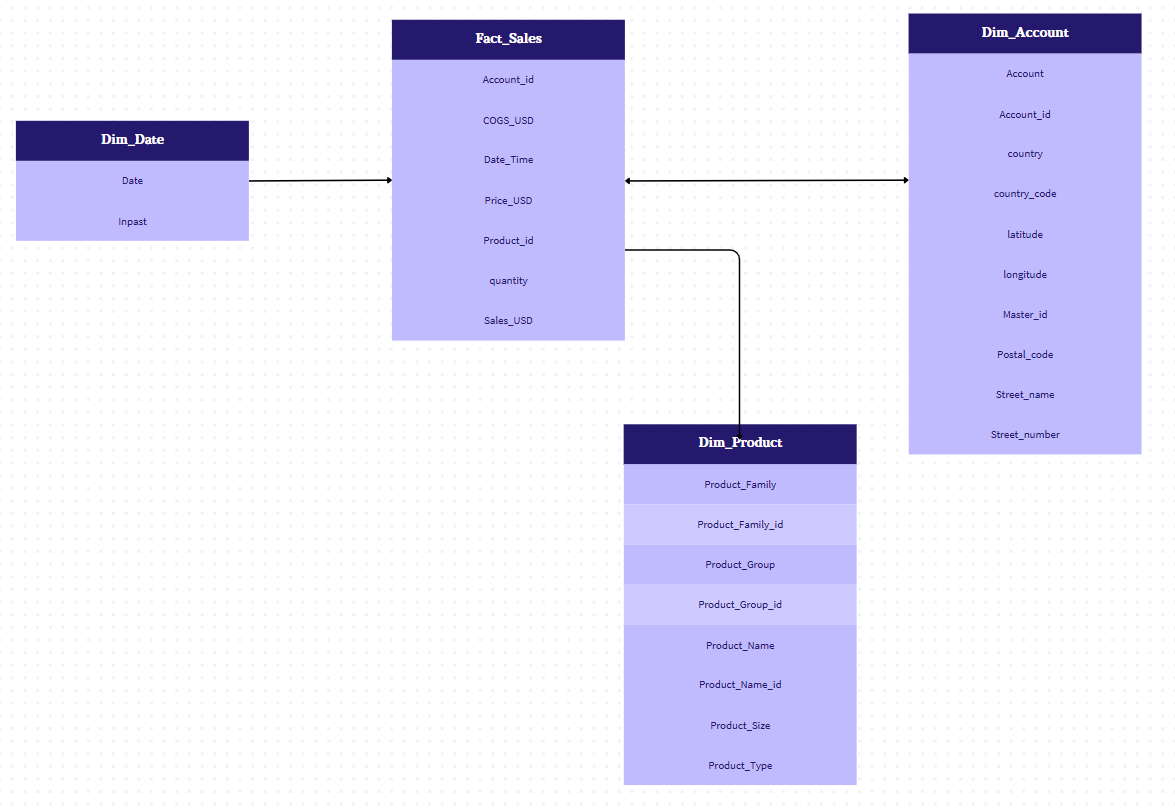 Dim_Date
Date
Inpast
Fact_Sales
Account_id
COGS_USD
Date_Time
Price_USD
Product_id
quantity
Sales_USD
Dim_Account
Account
Account_id
country
country_code
latitude
longitude
Master_id
Postal_code
Street_name
Street_number
Dim_Product
Product_Family
Product_Family_id
Product_Group
Product_Group_id
Product_Name
Product_Name_id
Product_Size
Product_Type